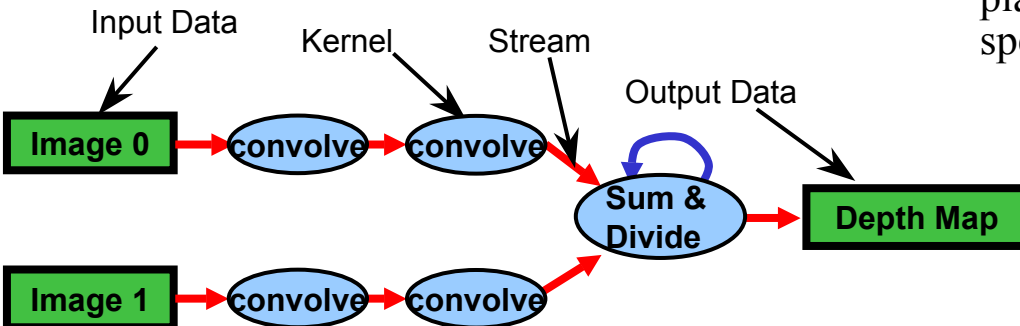 Input Data
Kernel
Stream
Output Data
Image 0
convolve
convolve
Sum &
Divide
Depth Map
Image 1
convolve
convolve